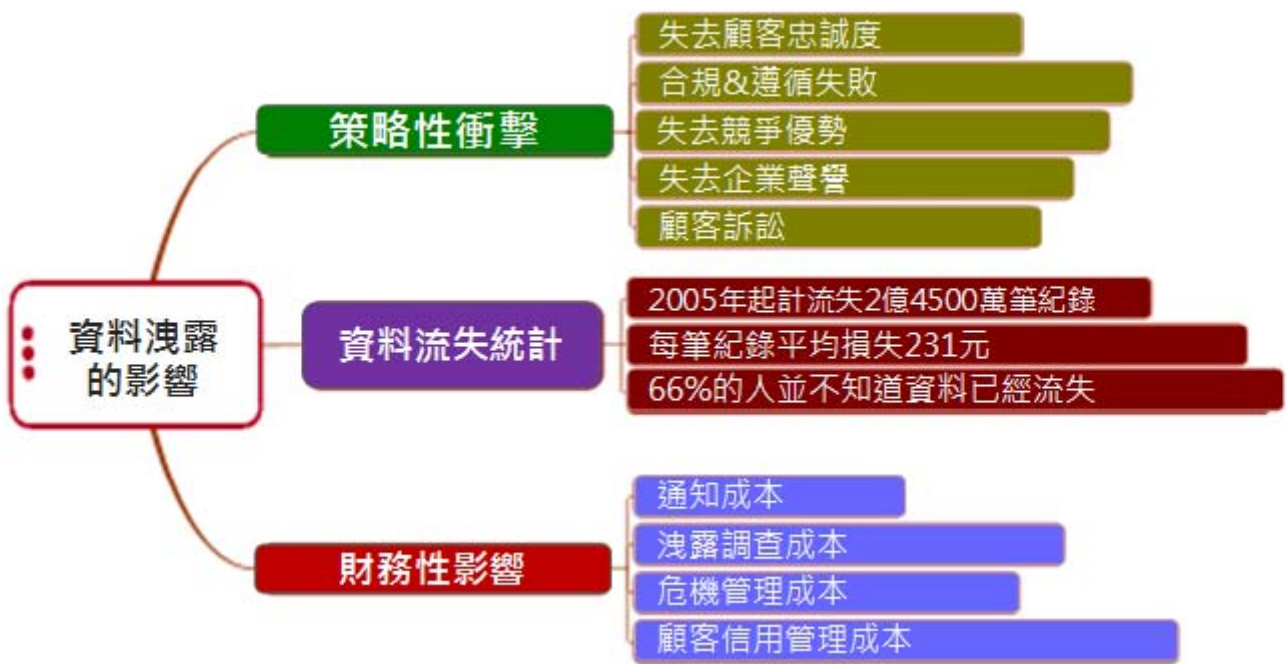 資料洩露
的影響
策略性衝擊
失去顧客忠誠度
合規&遵循失敗
失去競爭優勢
失去企業聲譽
顧客訴訟
資料流失統計
2005年起計流失2億4500萬筆紀錄
每筆紀錄平均損失231元
66%的人並不知道資料已經流失
財務性影響
通知成本
洩露調查成本
危機管理成本
顧客信用管理成本